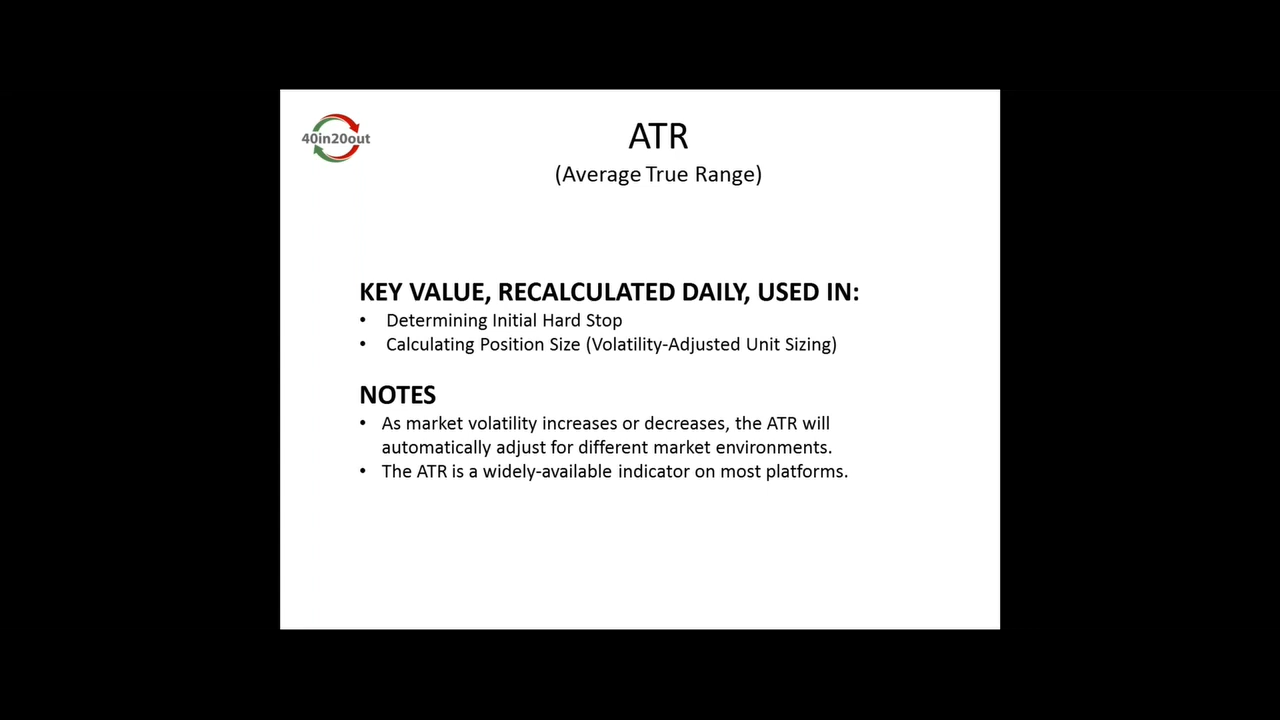 40in20out
ATR
(Average True Range)
KEY VALUE, RECALCULATED DAILY, USED IN:
• Determining Initial Hard Stop
• Calculating Position Size (Volatility-Adjusted Unit Sizing)
NOTES
• As market volatility increases or decreases, the ATR will
automatically adjust for different market environments.
• The ATR is a widely-available indicator on most platforms.